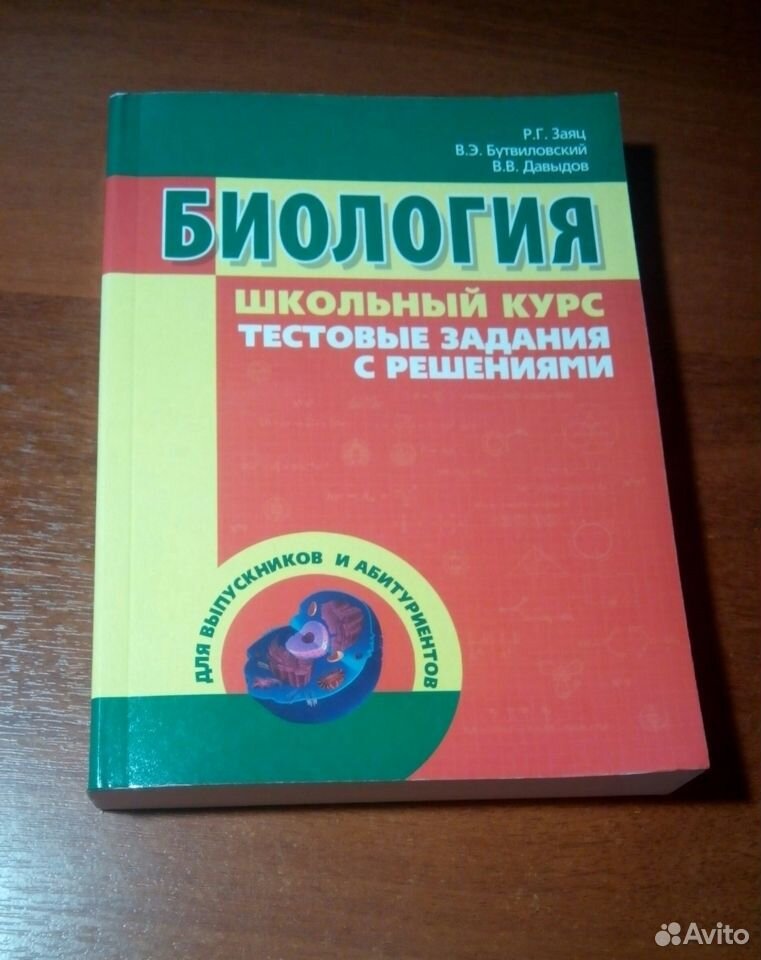 Р.Г. Заяц
В.Э. Бутвиловский
В.В. Давыдов
БИОЛОГИЯ
ШКОЛЬНЫЙ КУРС
ТЕСТОВЫЕ ЗАДАНИЯ
С РЕШЕНИЯМИ
ДЛЯ ВЫПУСКНИКОВ И АБИТУРИЕНТОВ
Avito